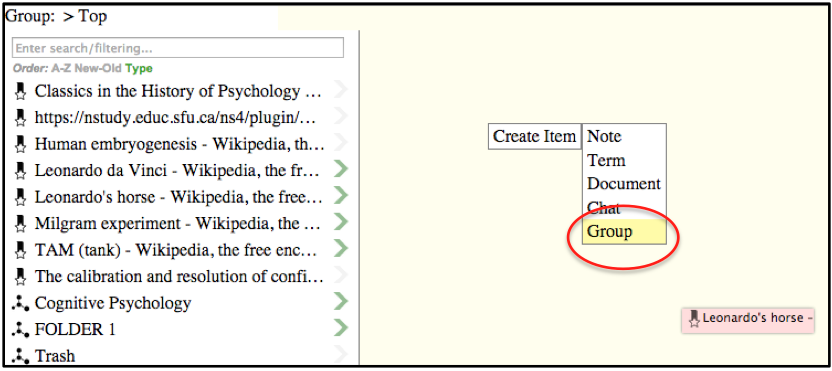 Group:  > Top
Enter search/filtering...
Order: A-Z New-Old Type
Classics in the History of Psychology ...
https://nstudy.educ.sfu.ca/ns4/plugin/...
Human embryogenesis - Wikipedia, th...
Leonardo da Vinci - Wikipedia, the fr...
Leonardo's horse - Wikipedia, the free...
Milgram experiment - Wikipedia, the ...
TAM (tank) - Wikipedia, the free enc...
The calibration and resolution of confi...
Cognitive Psychology
FOLDER 1
Trash
Create Item
Note
Term
Document
Chat
Group
Leonardo's horse -